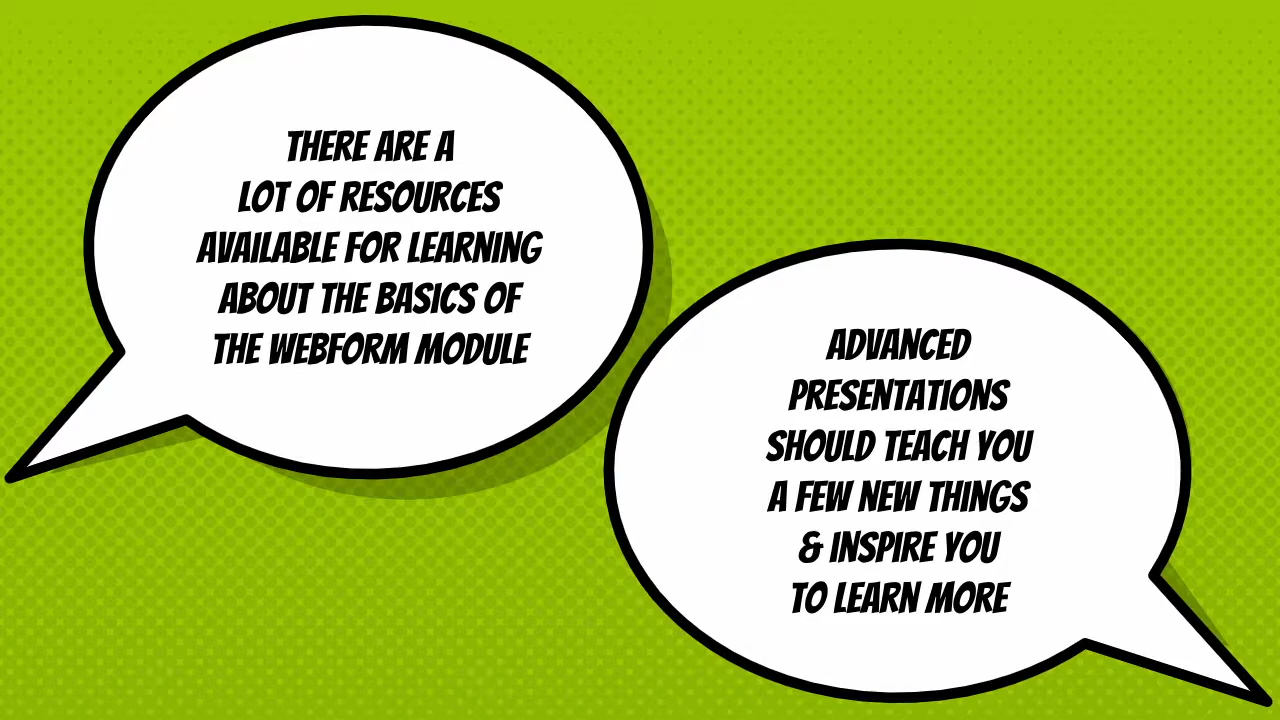 THERE ARE A
LOT OF RESOURCES
AVAILABLE FOR LEARNING
ABOUT THE BASICS OF
THE WEBFORM MODULE
ADVANCED
PRESENTATIONS
SHOULD TEACH YOU
A FEW NEW THINGS
& INSPIRE YOU
TO LEARN MORE